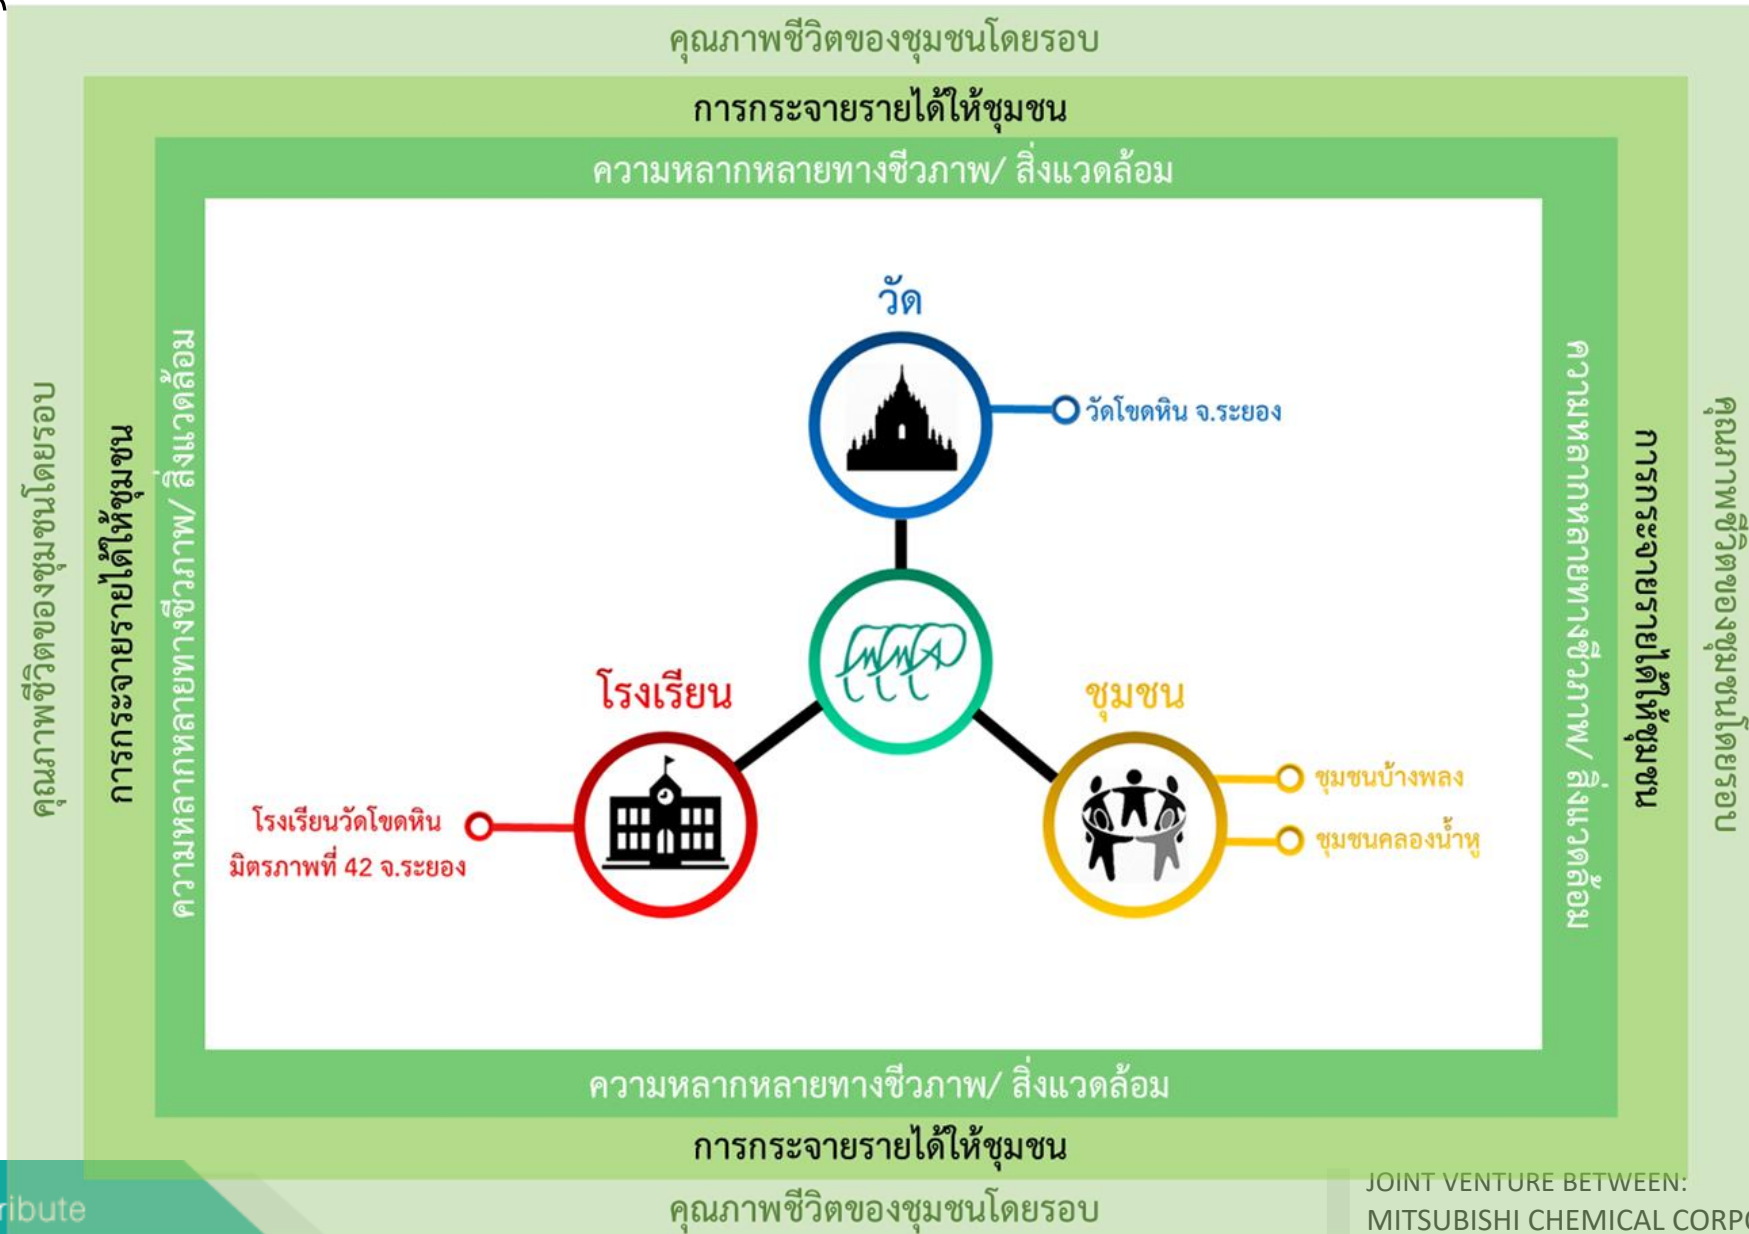 คุณภาพชีวิตของชุมชนโดยรอบ
การกระจายรายได้ให้ชุมชน
ความหลากหลายทางชีวภาพ/ สิ่งแวดล้อม
คุณภาพชีวิตของชุมชนโดยรอบ
การกระจายรายได้ให้ชุมชน
ความหลากหลายทางชีวภาพ/ สิ่งแวดล้อม
วัด
วัดโขดหิน จ.ระยอง
โรงเรียน
โรงเรียนวัดโขดหิน
มิตรภาพที่ 42 จ.ระยอง
ชุมชน
ชุมชนบ้างพลง
ชุมชนคลองน้ำหู
ความหลากหลายทางชีวภาพ/ สิ่งแวดล้อม
การกระจายรายได้ให้ชุมชน
คุณภาพชีวิตของชุมชนโดยรอบ
ความหลากหลายทางชีวภาพ/ สิ่งแวดล้อม
การกระจายรายได้ให้ชุมชน
คุณภาพชีวิตของชุมชนโดยรอบ
ribute
JOINT VENTURE BETWEEN:
MITSUBISHI CHEMICAL CORPO